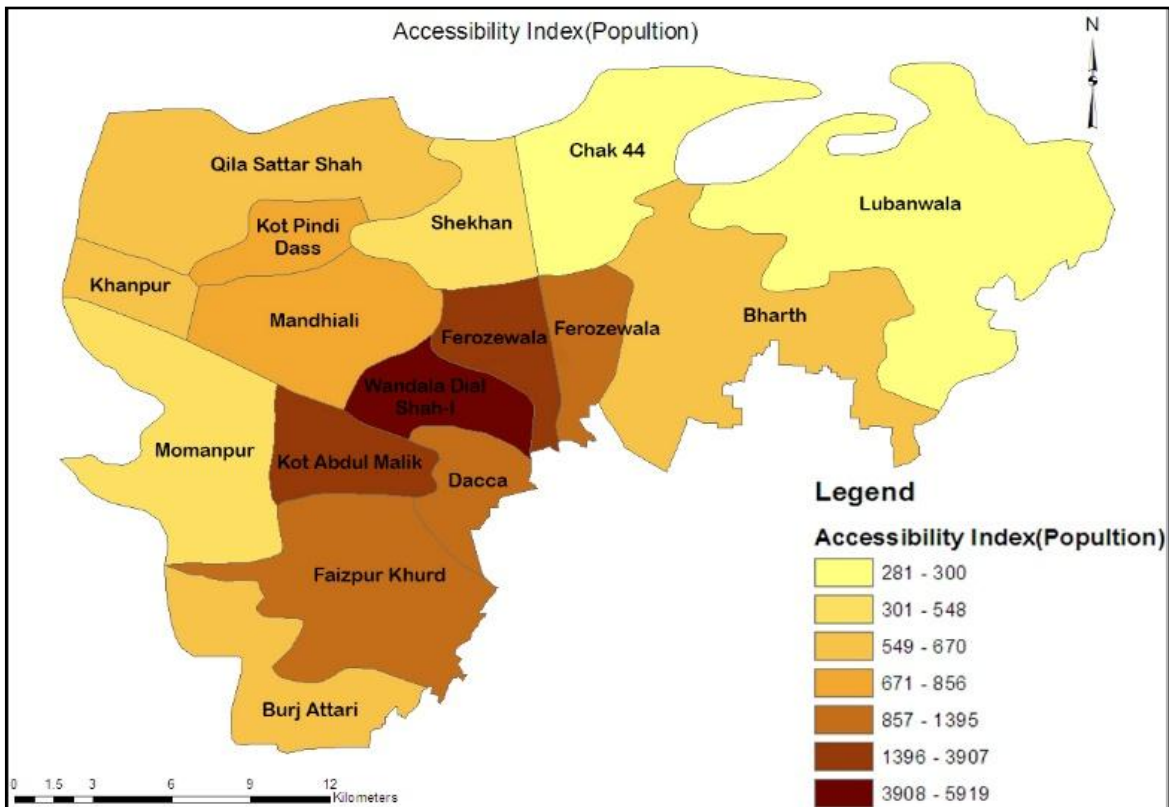 Accessibility Index(Popultion)
N
Chak 44
Qila Sattar Shah
Lubanwala
Kot Pindi
Dass
Shekhan
Khanpur
Mandhiali
Ferozewala
Ferozewala
Bharth
Wandala Dial
Shah-I
Momanpur
Kot Abdul Malik
Dacca
Faizpur Khurd
Burj Attari
Legend
Accessibility Index(Popultion)
281 - 300
301 - 548
549 - 670
671 - 856
857 - 1395
1396 - 3907
3908 - 5919
0 1.5 3 6 9 12
Kilometers